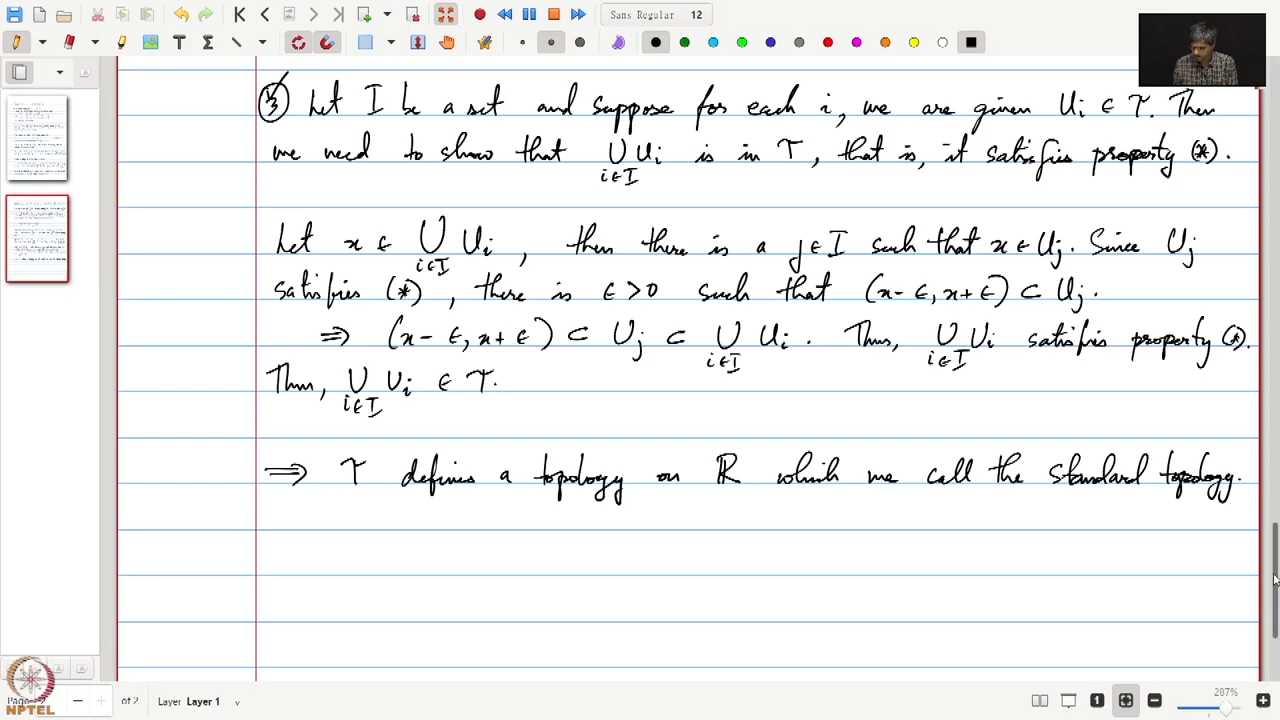 Sans Regular 12
③ Let I be a set and suppose for each i, we are given Uᵢ ∈ τ. Then
we need to show that ⋃_{i∈I} Uᵢ is in τ, that is, it satisfies property (*).
Let x ∈ ⋃_{i∈I} Uᵢ, then there is a j ∈ I such that x ∈ Uⱼ. Since Uⱼ
satisfies (*), there is ε > 0 such that (x − ε, x + ε) ⊂ Uⱼ.
⇒ (x − ε, x + ε) ⊂ Uⱼ ⊂ ⋃_{i∈I} Uᵢ. Thus, ⋃_{i∈I} Uᵢ satisfies property (*).
Thus, ⋃_{i∈I} Uᵢ ∈ τ.
⇒ τ defines a topology on ℝ which we call the standard topology.
NPTEL
of 2 Layer Layer 1
287%